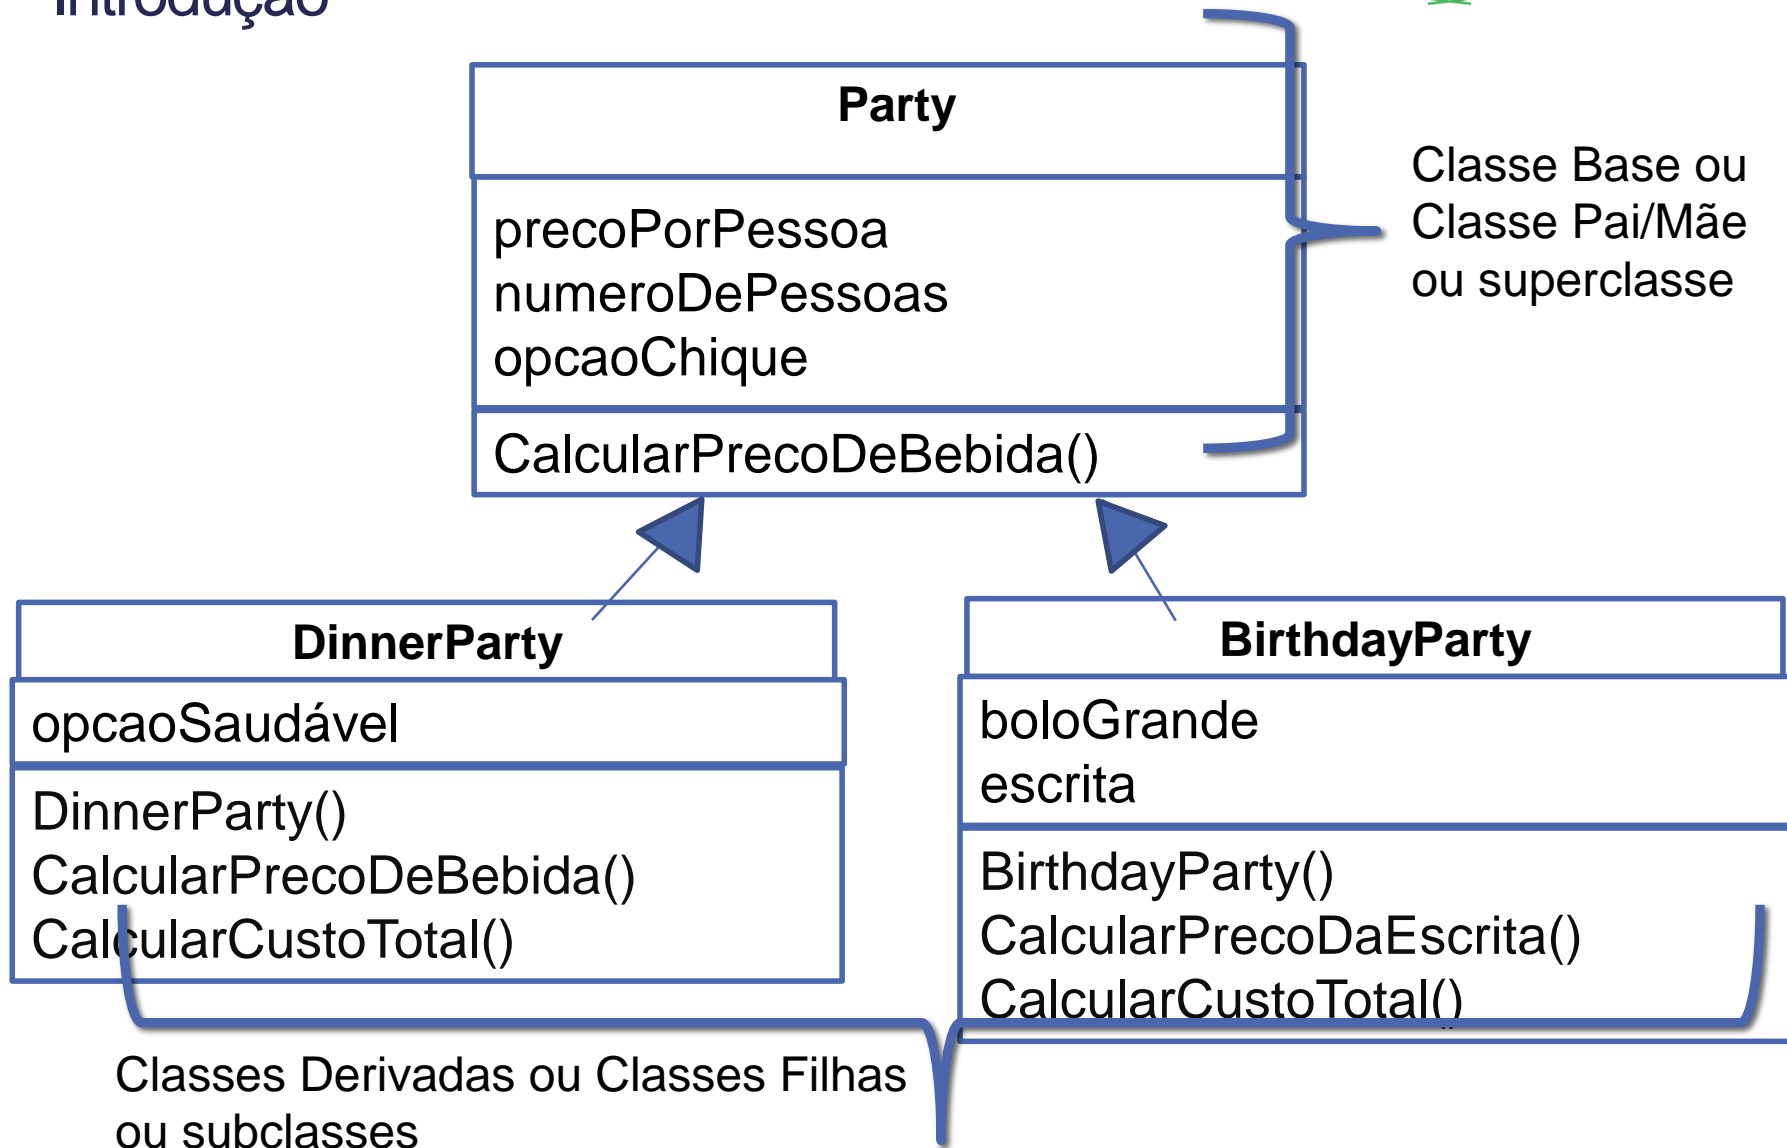 Introdução
Party
precoPorPessoa
numeroDePessoas
opcaoChique
CalcularPrecoDeBebida()
Classe Base ou
Classe Pai/Mãe
ou superclasse
DinnerParty
opcaoSaudável
DinnerParty()
CalcularPrecoDeBebida()
CalcularCustoTotal()
BirthdayParty
boloGrande
escrita
BirthdayParty()
CalcularPrecoDaEscrita()
CalcularCustoTotal()
Classes Derivadas ou Classes Filhas
ou subclasses